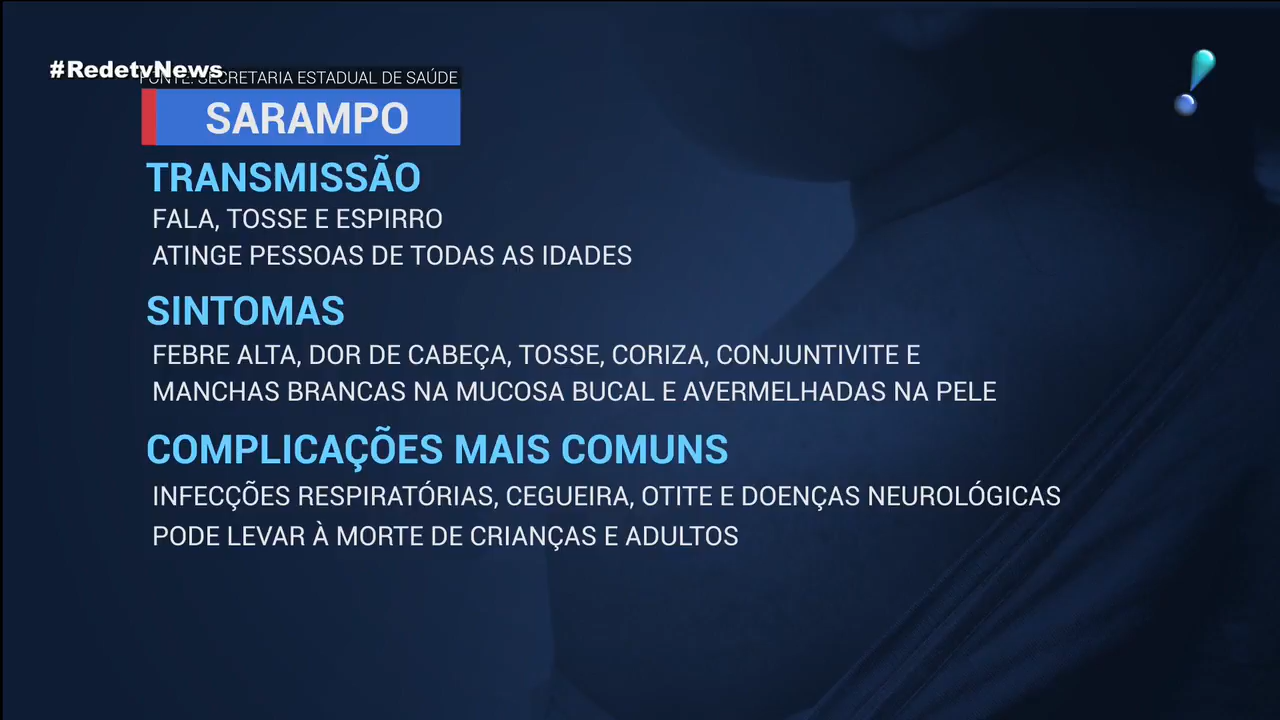 #RedetvNews
FONTE: SECRETARIA ESTADUAL DE SAÚDE
SARAMPO
TRANSMISSÃO
FALA, TOSSE E ESPIRRO
ATINGE PESSOAS DE TODAS AS IDADES
SINTOMAS
FEBRE ALTA, DOR DE CABEÇA, TOSSE, CORIZA, CONJUNTIVITE E
MANCHAS BRANCAS NA MUCOSA BUCAL E AVERMELHADAS NA PELE
COMPLICAÇÕES MAIS COMUNS
INFECÇÕES RESPIRATÓRIAS, CEGUEIRA, OTITE E DOENÇAS NEUROLÓGICAS
PODE LEVAR À MORTE DE CRIANÇAS E ADULTOS